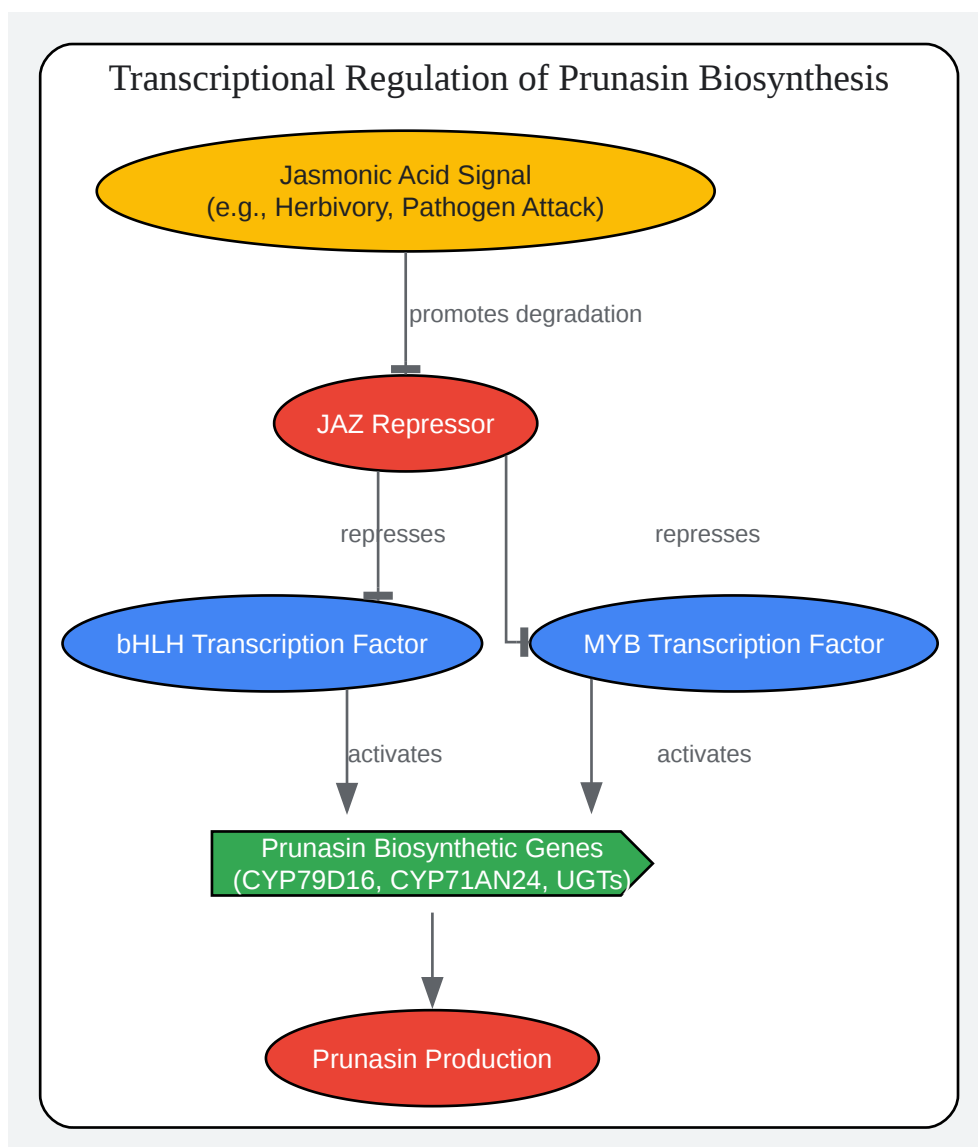 Transcriptional Regulation of Prunasin Biosynthesis
Jasmonic Acid Signal
(e.g., Herbivory, Pathogen Attack)
promotes degradation
JAZ Repressor
represses
represses
bHLH Transcription Factor
MYB Transcription Factor
activates
activates
Prunasin Biosynthetic Genes
(CYP79D16, CYP71AN24, UGTs)
Prunasin Production